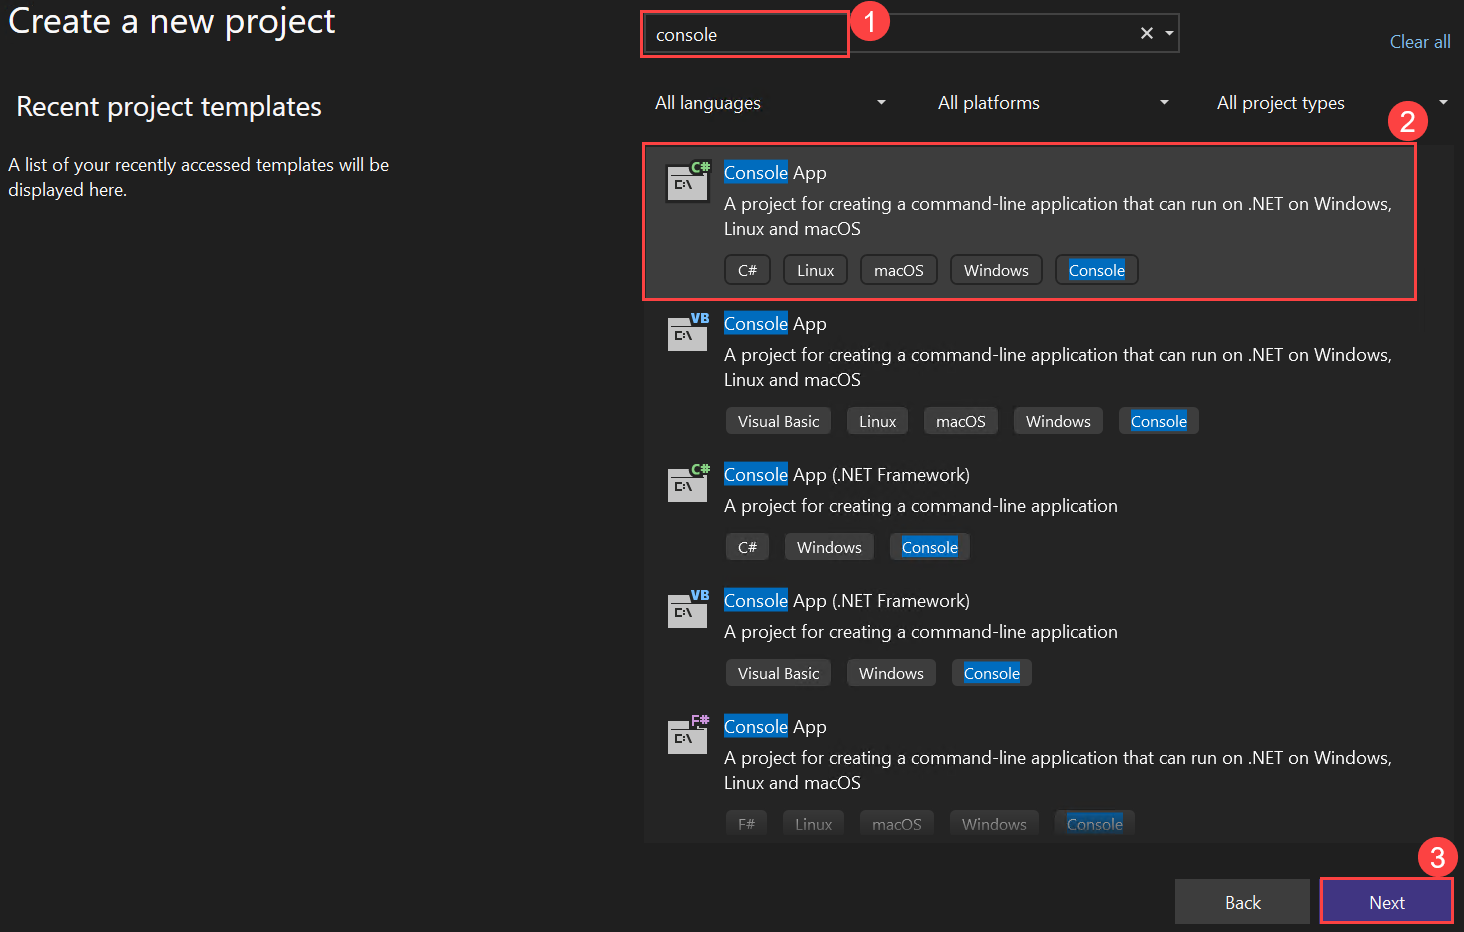 Create a new project
console
1
Clear all
Recent project templates
A list of your recently accessed templates will be
displayed here.
All languages
All platforms
All project types
2
C#
C:\
Console App
A project for creating a command-line application that can run on .NET on Windows,
Linux and macOS
C# Linux macOS Windows Console
VB
C:\
Console App
A project for creating a command-line application that can run on .NET on Windows,
Linux and macOS
Visual Basic Linux macOS Windows Console
C#
C:\
Console App (.NET Framework)
A project for creating a command-line application
C# Windows Console
VB
C:\
Console App (.NET Framework)
A project for creating a command-line application
Visual Basic Windows Console
F#
C:\
Console App
A project for creating a command-line application that can run on .NET on Windows,
Linux and macOS
F# Linux macOS Windows Console
3
Back
Next